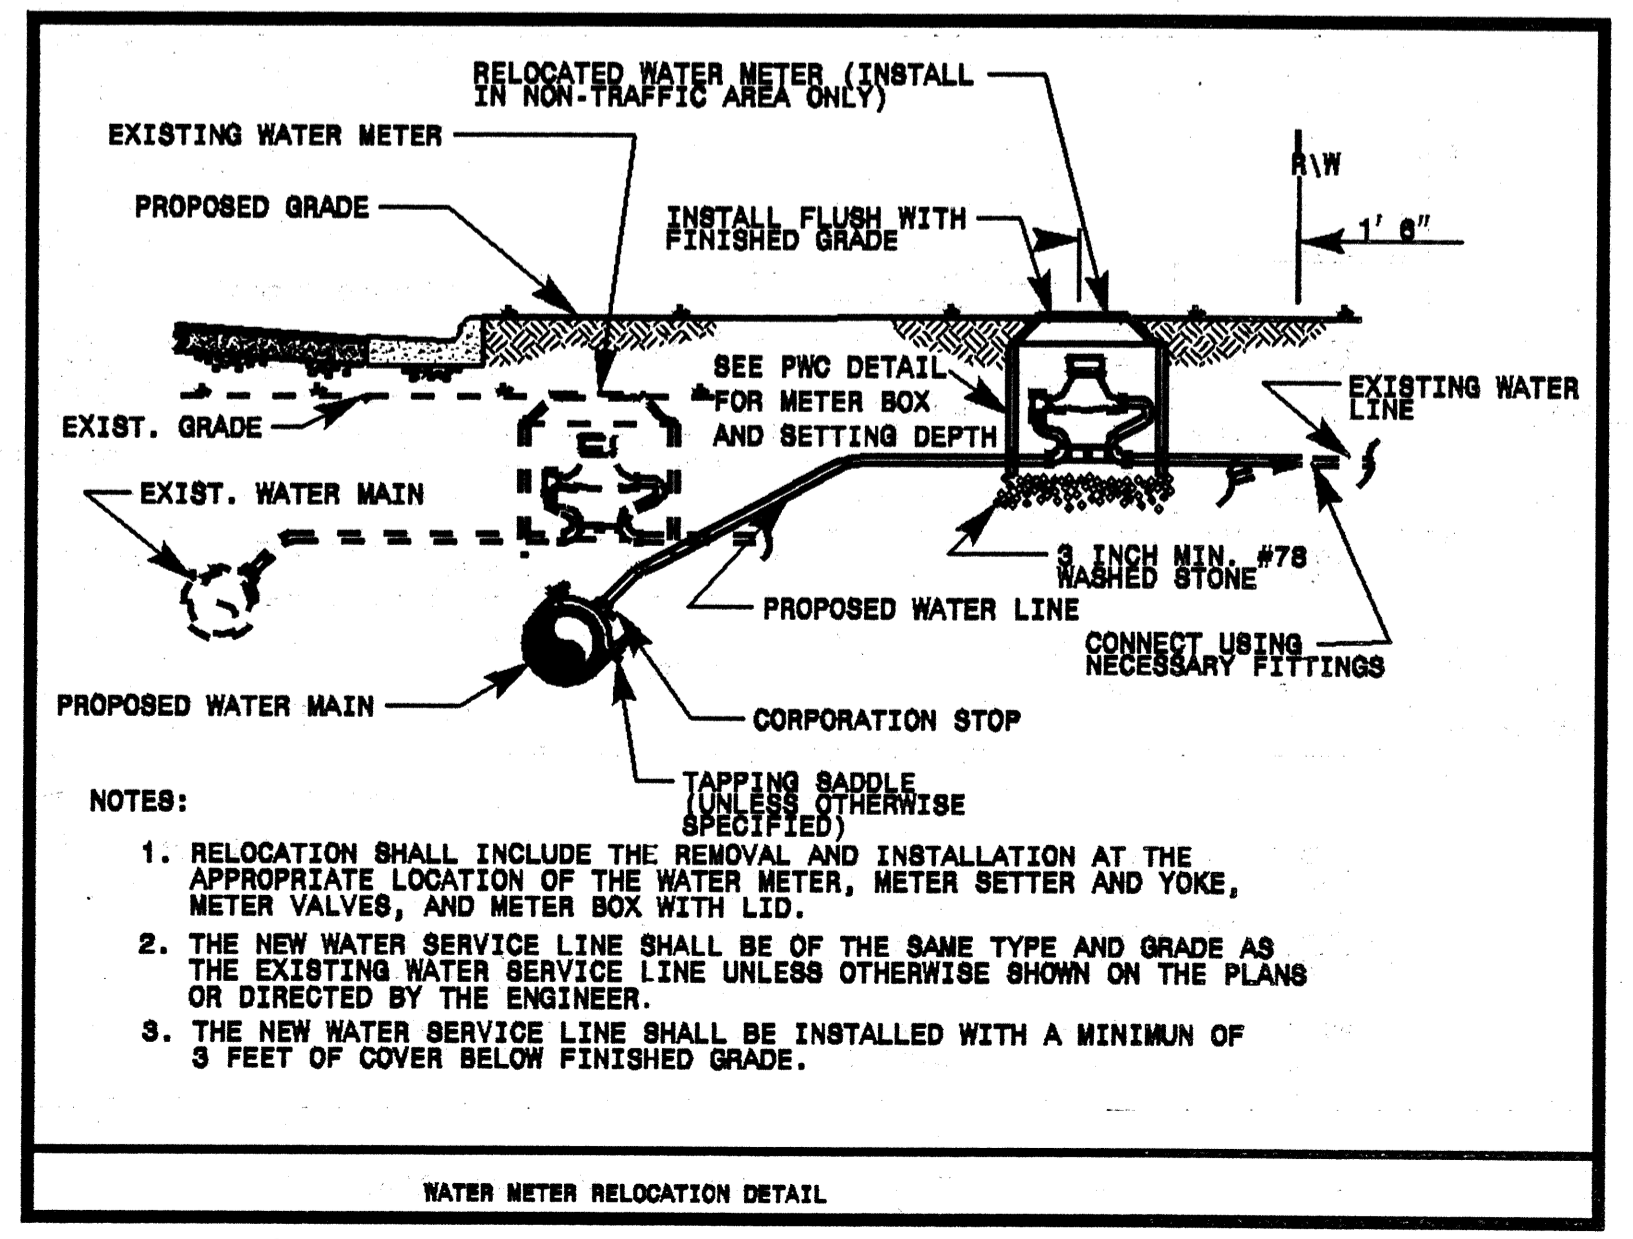 RELOCATED WATER METER (INSTALL
IN NON-TRAFFIC AREA ONLY)
EXISTING WATER METER
R\W
PROPOSED GRADE
INSTALL FLUSH WITH
FINISHED GRADE
1' 6"
SEE PWC DETAIL
FOR METER BOX
AND SETTING DEPTH
EXISTING WATER
LINE
EXIST. GRADE
EXIST. WATER MAIN
3 INCH MIN. #78
WASHED STONE
PROPOSED WATER LINE
CONNECT USING
NECESSARY FITTINGS
PROPOSED WATER MAIN
CORPORATION STOP
TAPPING SADDLE
(UNLESS OTHERWISE
SPECIFIED)
NOTES:
1. RELOCATION SHALL INCLUDE THE REMOVAL AND INSTALLATION AT THE
APPROPRIATE LOCATION OF THE WATER METER, METER SETTER AND YOKE,
METER VALVES, AND METER BOX WITH LID.
2. THE NEW WATER SERVICE LINE SHALL BE OF THE SAME TYPE AND GRADE AS
THE EXISTING WATER SERVICE LINE UNLESS OTHERWISE SHOWN ON THE PLANS
OR DIRECTED BY THE ENGINEER.
3. THE NEW WATER SERVICE LINE SHALL BE INSTALLED WITH A MINIMUN OF
3 FEET OF COVER BELOW FINISHED GRADE.
WATER METER RELOCATION DETAIL